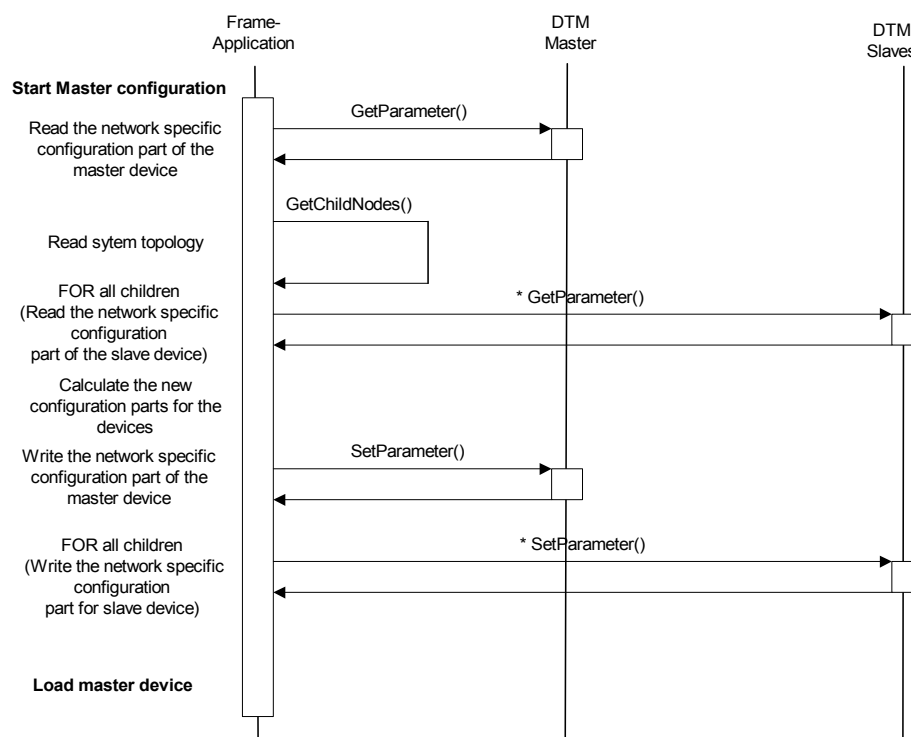 Frame-
Application
DTM
Master
DTM
Slaves
Start Master configuration
GetParameter()
Read the network specific
configuration part of the
master device
GetChildNodes()
Read sytem topology
FOR all children
(Read the network specific
configuration
part of the slave device)
* GetParameter()
Calculate the new
configuration parts for the
devices
Write the network specific
configuration part of the
master device
SetParameter()
FOR all children
(Write the network specific
configuration
part for slave device)
* SetParameter()
Load master device